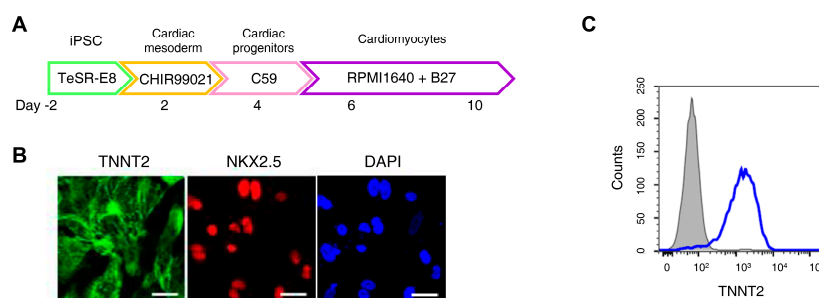 A
iPSC
Cardiac
mesoderm
Cardiac
progenitors
Cardiomyocytes
TeSR-E8
CHIR99021
C59
RPMI1640 + B27
Day -2 2 4 6 10
B
TNNT2 NKX2.5 DAPI
C
250
200
150
100
50
0
Counts
0 10² 10³ 10⁴ 10
TNNT2